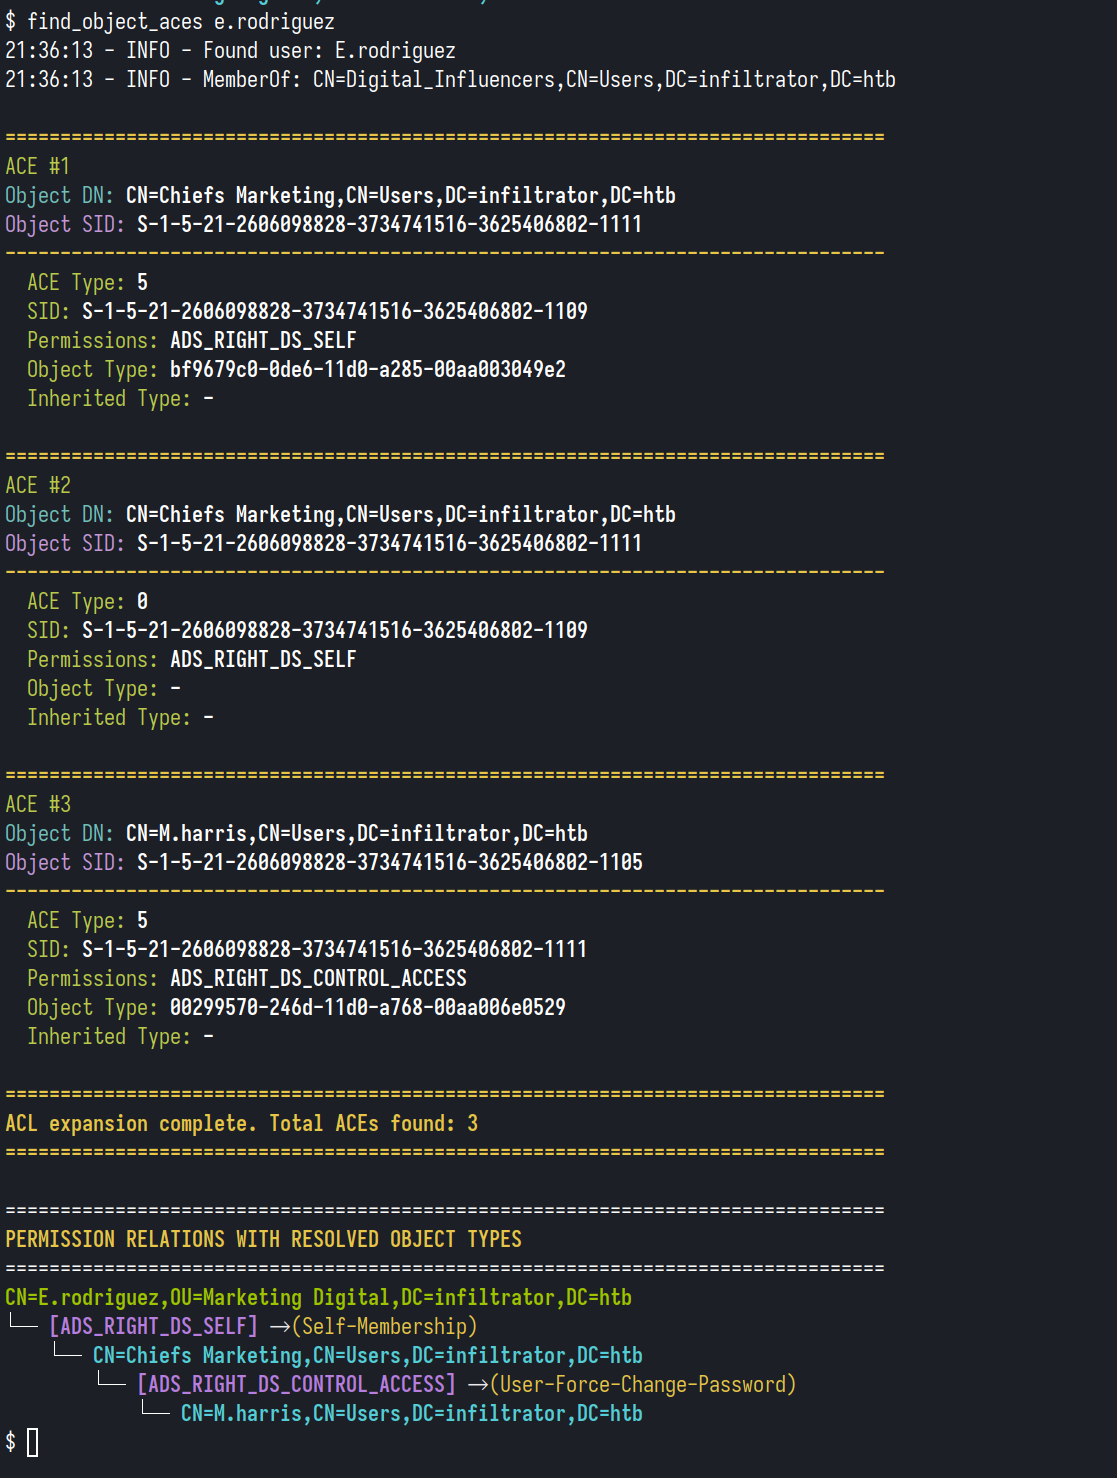 $ find_object_aces e.rodriguez
21:36:13 - INFO - Found user: E.rodriguez
21:36:13 - INFO - MemberOf: CN=Digital_Influencers,CN=Users,DC=infiltrator,DC=htb
================================================================================
ACE #1
Object DN: CN=Chiefs Marketing,CN=Users,DC=infiltrator,DC=htb
Object SID: S-1-5-21-2606098828-3734741516-3625406802-1111
--------------------------------------------------------------------------------
ACE Type: 5
SID: S-1-5-21-2606098828-3734741516-3625406802-1109
Permissions: ADS_RIGHT_DS_SELF
Object Type: bf9679c0-0de6-11d0-a285-00aa003049e2
Inherited Type: -
================================================================================
ACE #2
Object DN: CN=Chiefs Marketing,CN=Users,DC=infiltrator,DC=htb
Object SID: S-1-5-21-2606098828-3734741516-3625406802-1111
--------------------------------------------------------------------------------
ACE Type: 0
SID: S-1-5-21-2606098828-3734741516-3625406802-1109
Permissions: ADS_RIGHT_DS_SELF
Object Type: -
Inherited Type: -
================================================================================
ACE #3
Object DN: CN=M.harris,CN=Users,DC=infiltrator,DC=htb
Object SID: S-1-5-21-2606098828-3734741516-3625406802-1105
--------------------------------------------------------------------------------
ACE Type: 5
SID: S-1-5-21-2606098828-3734741516-3625406802-1111
Permissions: ADS_RIGHT_DS_CONTROL_ACCESS
Object Type: 00299570-246d-11d0-a768-00aa006e0529
Inherited Type: -
================================================================================
ACL expansion complete. Total ACEs found: 3
================================================================================
================================================================================
PERMISSION RELATIONS WITH RESOLVED OBJECT TYPES
================================================================================
CN=E.rodriguez,OU=Marketing Digital,DC=infiltrator,DC=htb
└── [ADS_RIGHT_DS_SELF] →(Self-Membership)
└── CN=Chiefs Marketing,CN=Users,DC=infiltrator,DC=htb
└── [ADS_RIGHT_DS_CONTROL_ACCESS] →(User-Force-Change-Password)
└── CN=M.harris,CN=Users,DC=infiltrator,DC=htb
$